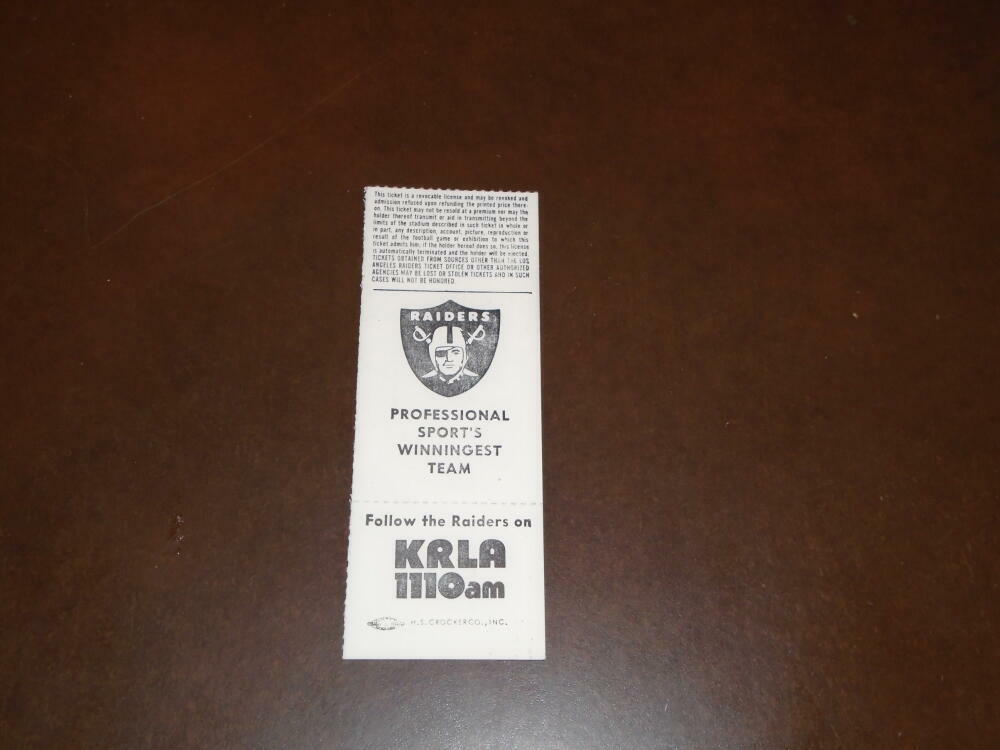 This ticket is a revocable license and may be revoked and
admission refused upon refunding the printed price there-
on. This ticket may not be resold at a premium nor may the
holder thereof transmit or aid in transmitting beyond the
limits of the stadium described in such ticket in whole or
in part, any description, account, picture, reproduction or
result of the football game or exhibition to which this
ticket admits him; if the holder hereof does so, this license
is automatically terminated and the holder will be ejected.
TICKETS OBTAINED FROM SOURCES OTHER THAN THE LOS
ANGELES RAIDERS TICKET OFFICE OR OTHER AUTHORIZED
AGENCIES MAY BE LOST OR STOLEN TICKETS AND IN SUCH
CASES WILL NOT BE HONORED.
RAIDERS
PROFESSIONAL
SPORT'S
WINNINGEST
TEAM
Follow the Raiders on
KRLA
1110am
H.S. CROCKER CO., INC.